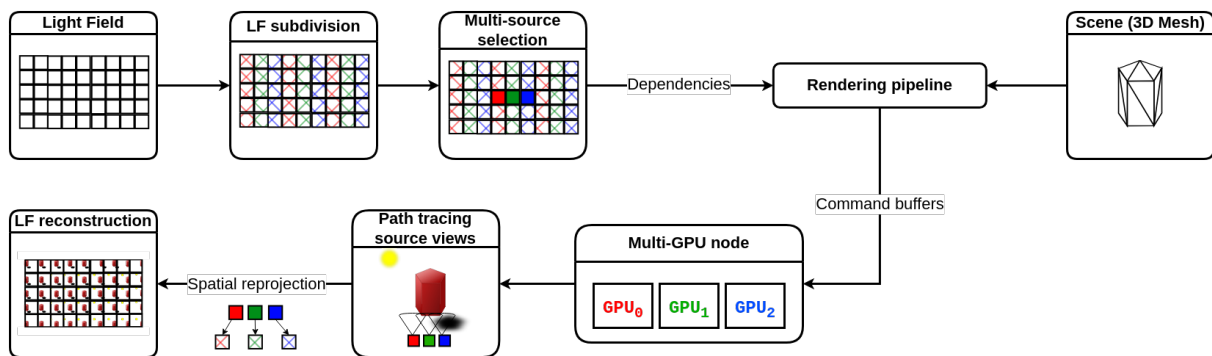 Light Field
LF subdivision
Multi-source
selection
Dependencies
Rendering pipeline
Scene (3D Mesh)
Command buffers
LF reconstruction
Spatial reprojection
Path tracing
source views
Multi-GPU node
GPU0
GPU1
GPU2